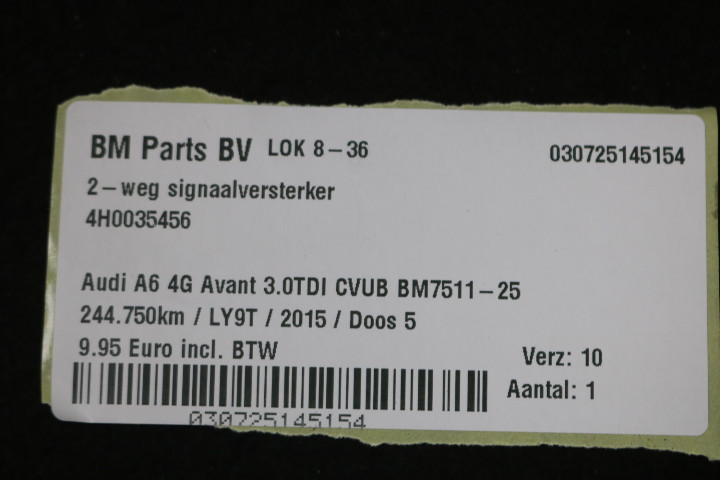 BM Parts BV LOK 8-36 030725145154
2-weg signaalversterker
4H0035456
Audi A6 4G Avant 3.0TDI CVUB BM7511-25
244.750km / LY9T / 2015 / Doos 5
9.95 Euro incl. BTW
Verz: 10
Aantal: 1
030725145154